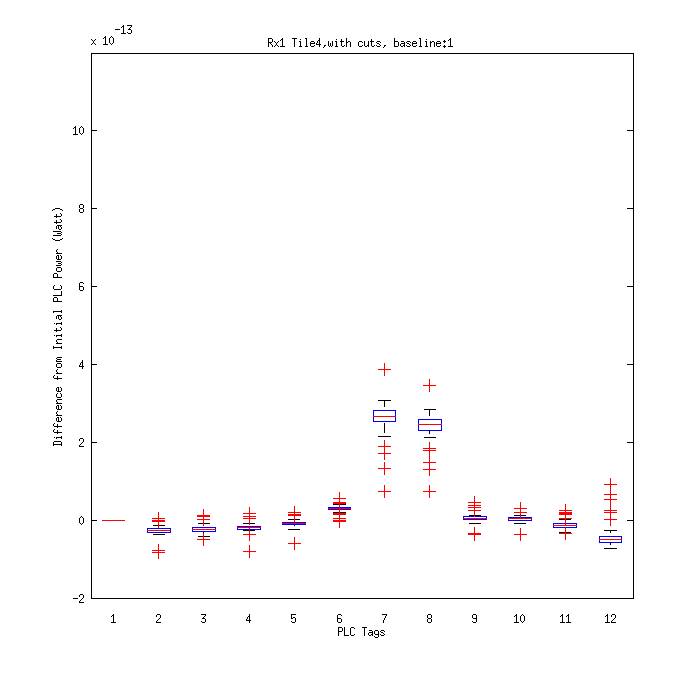 x 10-13
Rx1 Tile4,with cuts, baseline:1
10
8
6
4
2
0
-2
Difference from Initial PLC Power (Watt)
1 2 3 4 5 6 7 8 9 10 11 12
PLC Tags